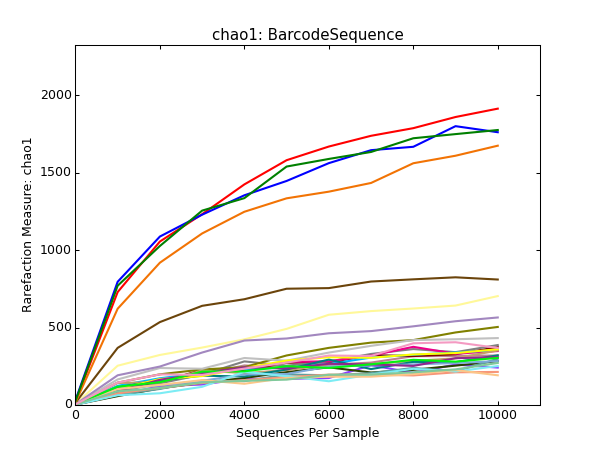 chao1: BarcodeSequence
Rarefaction Measure: chao1
2000
1500
1000
500
0
0 2000 4000 6000 8000 10000
Sequences Per Sample